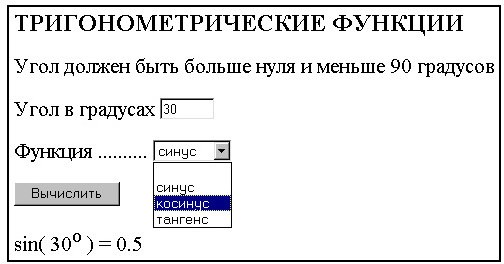 ТРИГОНОМЕТРИЧЕСКИЕ ФУНКЦИИ
Угол должен быть больше нуля и меньше 90 градусов
Угол в градусах 30
Функция .......... синус
синус
Вычислить
косинус
тангенс
sin( 30º ) = 0.5